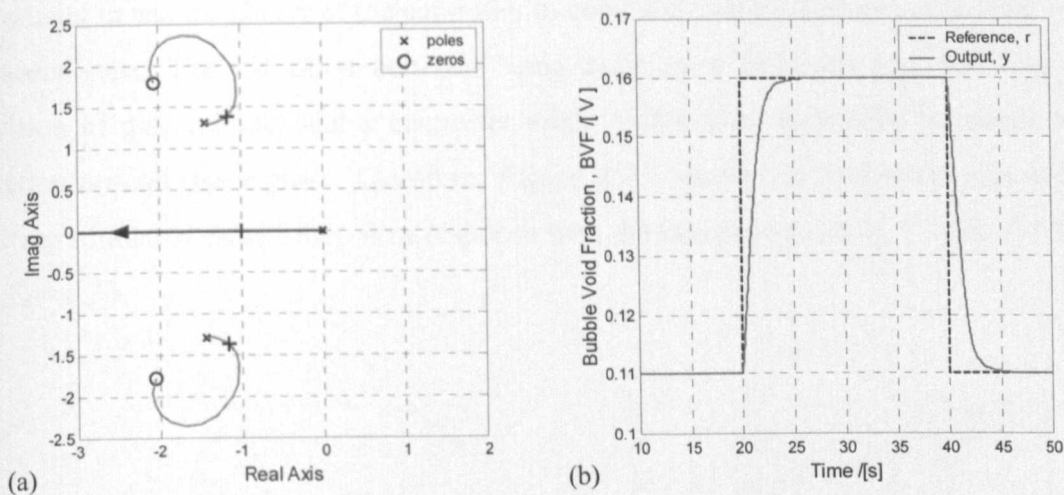 2.5
2
1.5
1
0.5
0
-0.5
-1
-1.5
-2
-2.5
Imag Axis
× poles
○ zeros
-3 -2 -1 0 1 2
Real Axis
(a)
0.17
0.16
0.15
0.14
0.13
0.12
0.11
0.1
Bubble Void Fraction , BVF /[ V ]
Reference, r
Output, y
10 15 20 25 30 35 40 45 50
Time /[s]
(b)